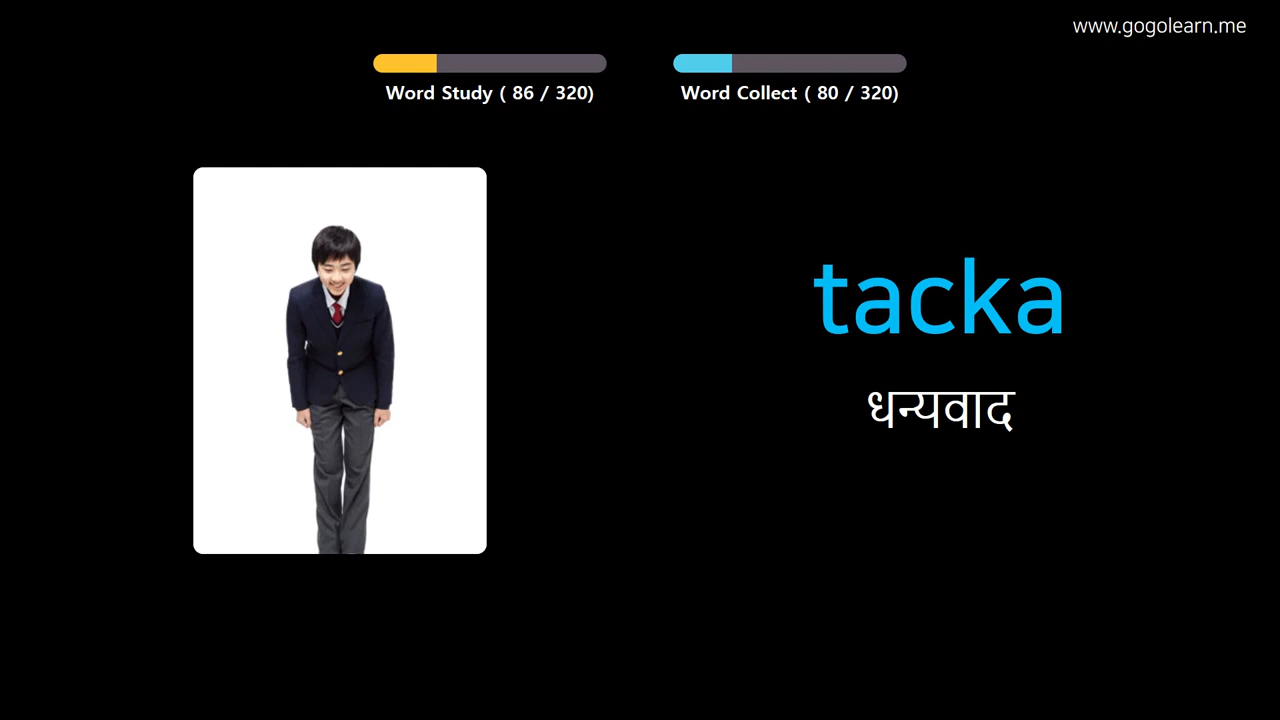 www.gogolearn.me
Word Study ( 86 / 320)
Word Collect ( 80 / 320)
tacka
धन्यवाद